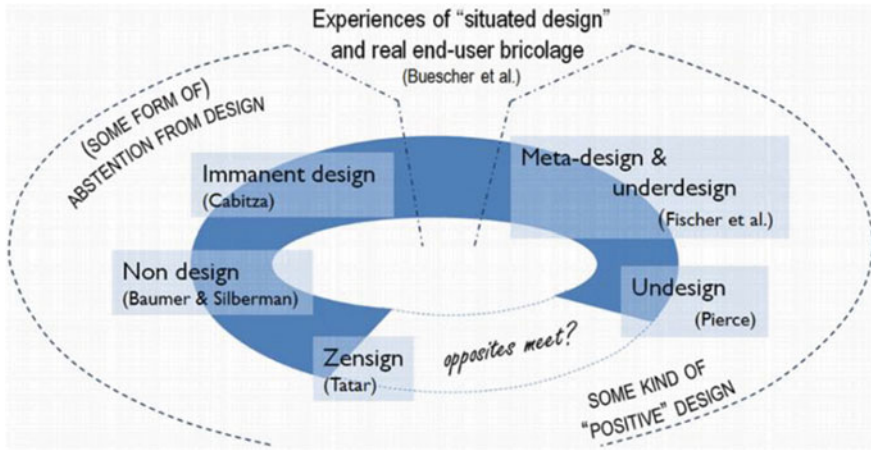 Experiences of “situated design”
and real end-user bricolage
(Buescher et al.)
(SOME FORM OF)
ABSTENTION FROM DESIGN
Immanent design
(Cabitza)
Meta-design &
underdesign
(Fischer et al.)
Non design
(Baumer & Silberman)
Undesign
(Pierce)
Zensign
(Tatar)
opposites meet?
SOME KIND OF
“POSITIVE” DESIGN